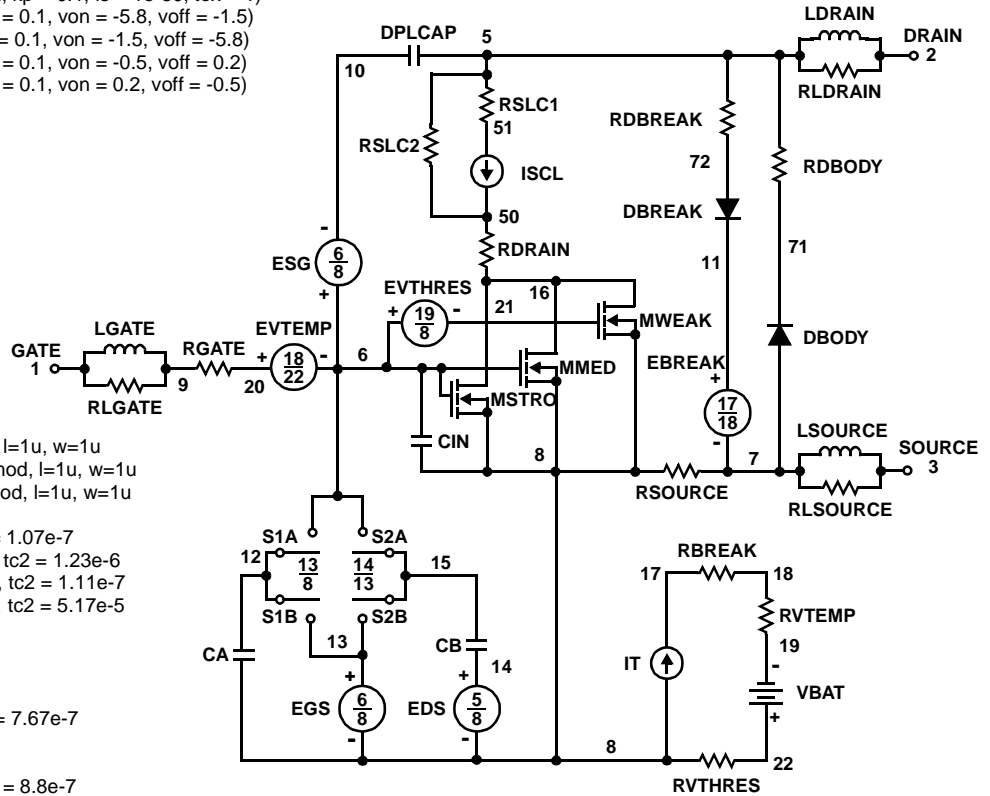 = 0.1, von = -5.8, voff = -1.5)
= 0.1, von = -1.5, voff = -5.8)
= 0.1, von = -0.5, voff = 0.2)
= 0.1, von = 0.2, voff = -0.5)
l=1u, w=1u
nod, l=1u, w=1u
od, l=1u, w=1u
= 1.07e-7
tc2 = 1.23e-6
, tc2 = 1.11e-7
, tc2 = 5.17e-5
= 7.67e-7
= 8.8e-7
LDRAIN
DPLCAP
5
DRAIN
2
10
RLDRAIN
RSLC1
RDBREAK
51
RSLC2
72
RDBODY
ISCL
DBREAK
50
RDRAIN
71
ESG
-
6
8
+
11
EVTHRES
+
19
8
-
21
16
MWEAK
LGATE
EVTEMP
GATE
1
RGATE
+
18
22
-
6
EBREAK
DBODY
MMED
9
20
+
MSTRO
RLGATE
17
18
-
LSOURCE
CIN
8
7
SOURCE
3
RSOURCE
RLSOURCE
S1A
S2A
12
13
8
14
13
15
RBREAK
17
18
S1B
S2B
RVTEMP
13
CB
19
CA
IT
-
14
+
+
VBAT
EGS
6
8
EDS
5
8
+
-
-
8
22
RVTHRES